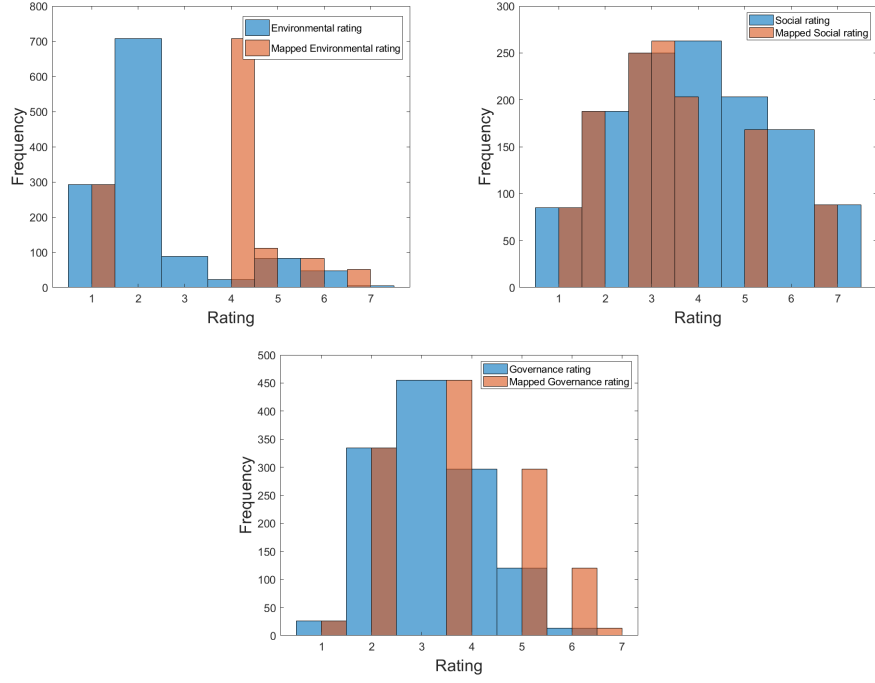 800
700
600
500
400
300
200
100
0
Frequency
Environmental rating
Mapped Environmental rating
1 2 3 4 5 6 7
Rating
300
250
200
150
100
50
0
Frequency
Social rating
Mapped Social rating
1 2 3 4 5 6 7
Rating
500
450
400
350
300
250
200
150
100
50
0
Frequency
Governance rating
Mapped Governance rating
1 2 3 4 5 6 7
Rating